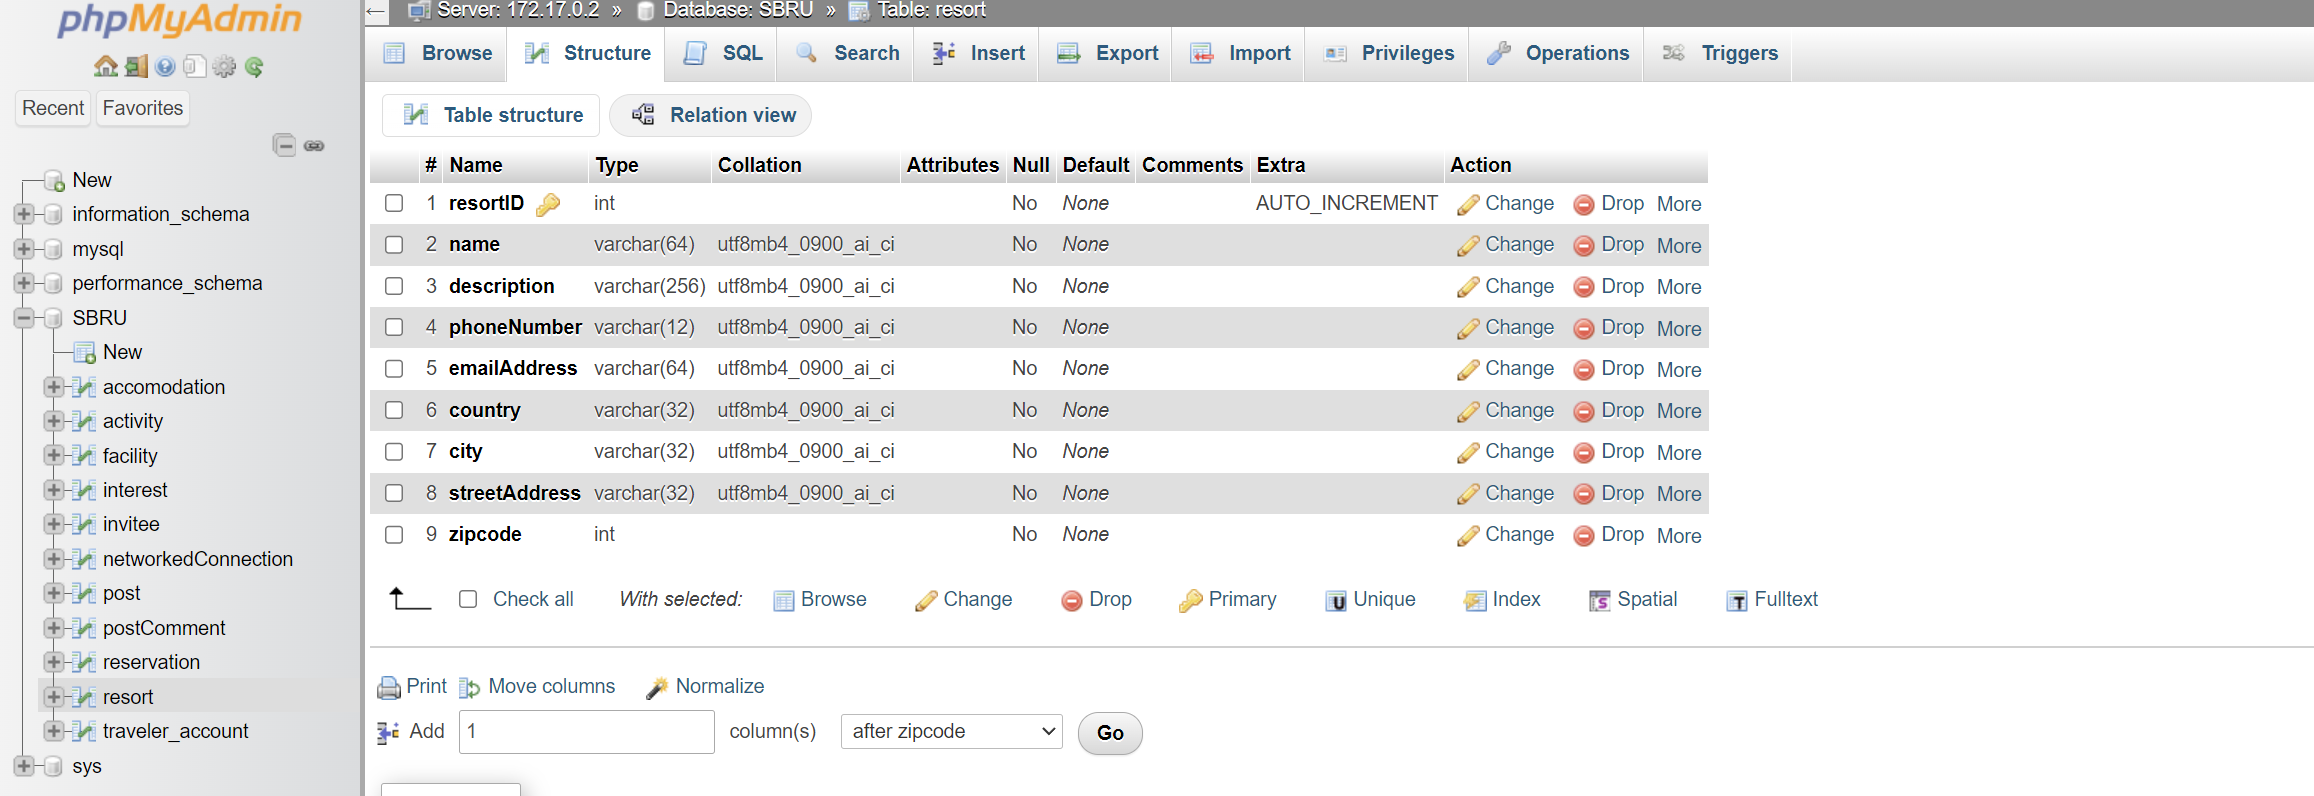 phpMyAdmin
Recent Favorites
New
information_schema
mysql
performance_schema
SBRU
New
accomodation
activity
facility
interest
invitee
networkedConnection
post
postComment
reservation
resort
traveler_account
sys
Server: 172.17.0.2 » Database: SBRU » Table: resort
Browse Structure SQL Search Insert Export Import Privileges Operations Triggers
Table structure Relation view
# Name Type Collation Attributes Null Default Comments Extra Action
1 resortID int No None AUTO_INCREMENT Change Drop More
2 name varchar(64) utf8mb4_0900_ai_ci No None Change Drop More
3 description varchar(256) utf8mb4_0900_ai_ci No None Change Drop More
4 phoneNumber varchar(12) utf8mb4_0900_ai_ci No None Change Drop More
5 emailAddress varchar(64) utf8mb4_0900_ai_ci No None Change Drop More
6 country varchar(32) utf8mb4_0900_ai_ci No None Change Drop More
7 city varchar(32) utf8mb4_0900_ai_ci No None Change Drop More
8 streetAddress varchar(32) utf8mb4_0900_ai_ci No None Change Drop More
9 zipcode int No None Change Drop More
Check all With selected: Browse Change Drop Primary Unique Index Spatial Fulltext
Print Move columns Normalize
Add 1 column(s) after zipcode Go